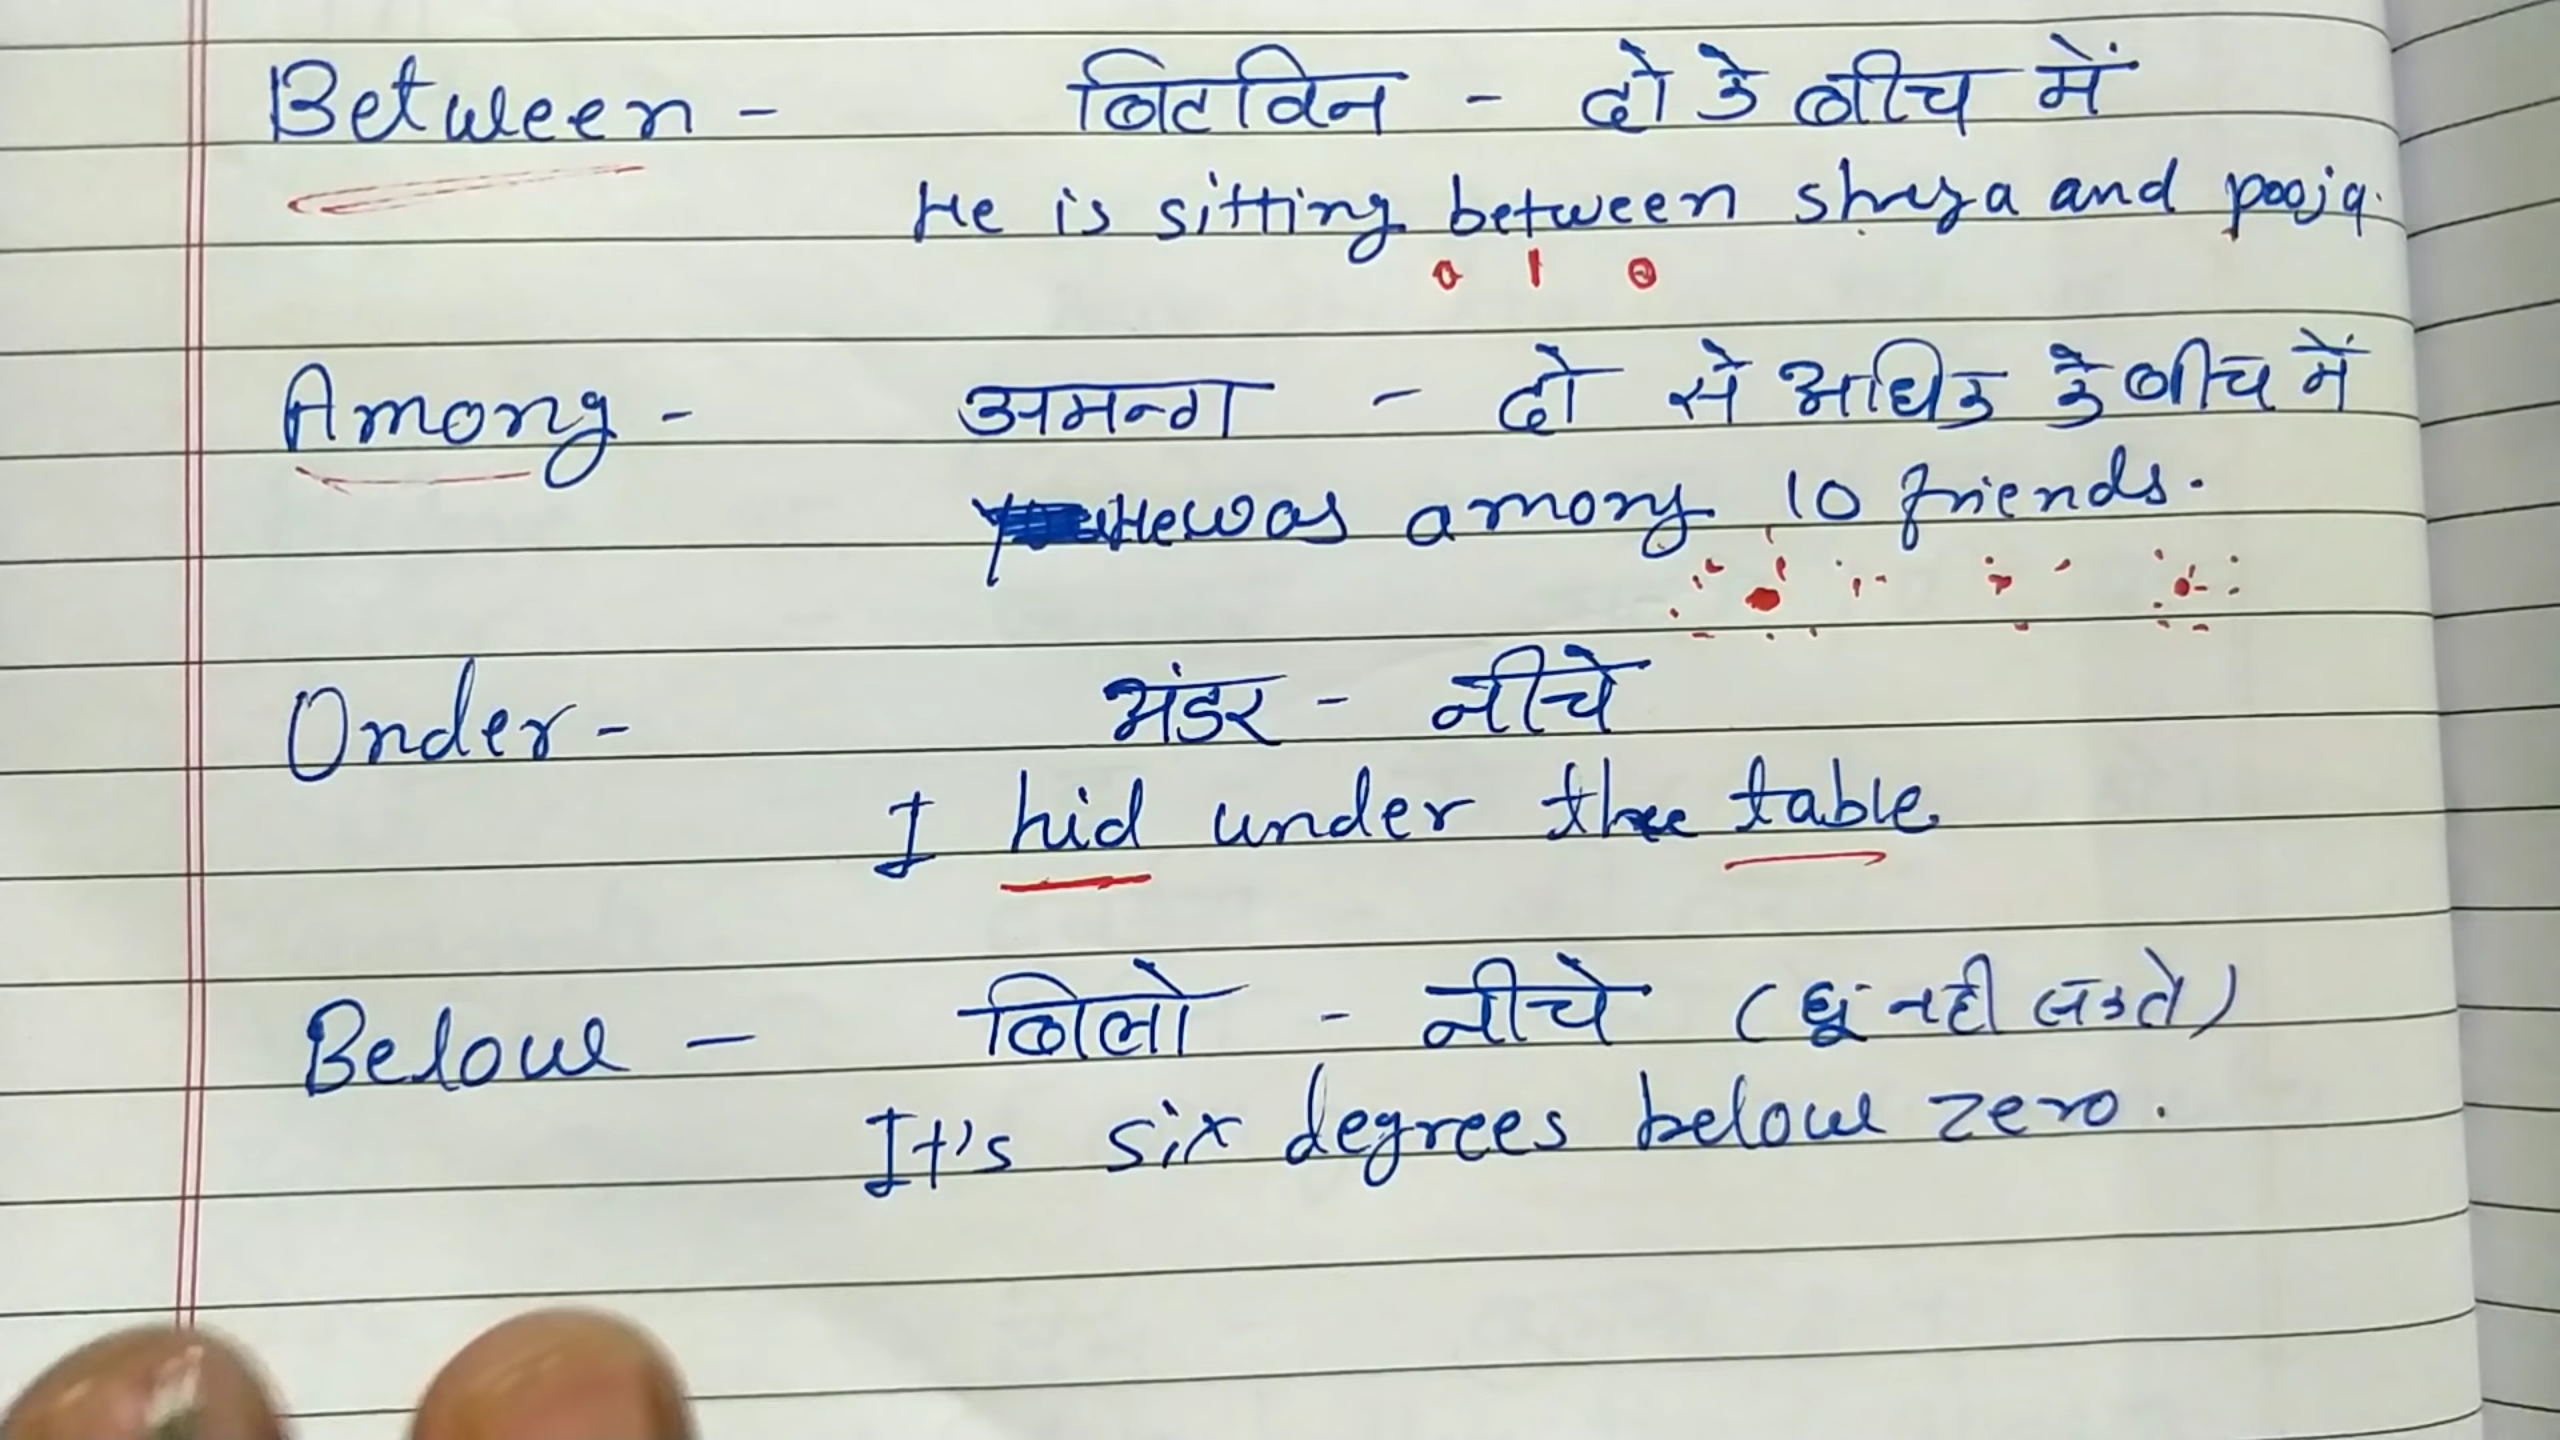 Between - बिटविन - दो के बीच में
He is sitting between shreya and pooja.
Among - अमन्ग - दो से अधिक के बीच में
He was among 10 friends.
Under - अंडर - नीचे
I hid under the table
Below - बिलो - नीचे (छू नही सकते)
It's six degrees below zero.